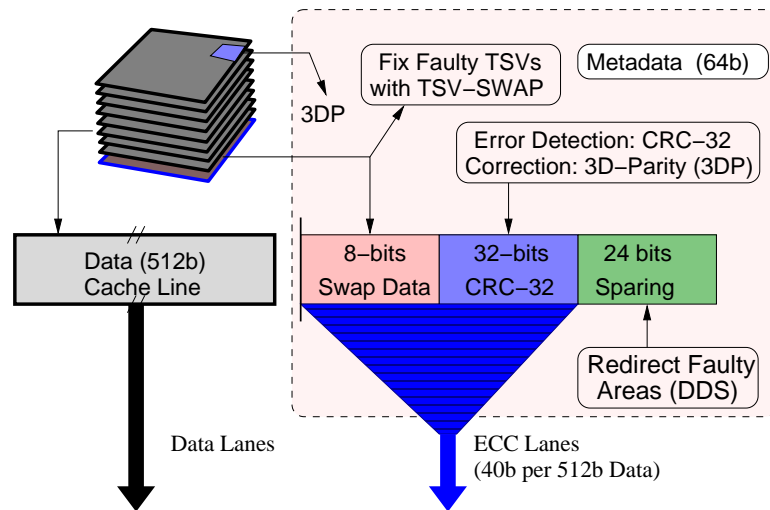 Fix Faulty TSVs
with TSV−SWAP
Metadata (64b)
3DP
Error Detection: CRC−32
Correction: 3D−Parity (3DP)
Data (512b)
Cache Line
8−bits
Swap Data
32−bits
CRC−32
24 bits
Sparing
Redirect Faulty
Areas (DDS)
Data Lanes
ECC Lanes
(40b per 512b Data)